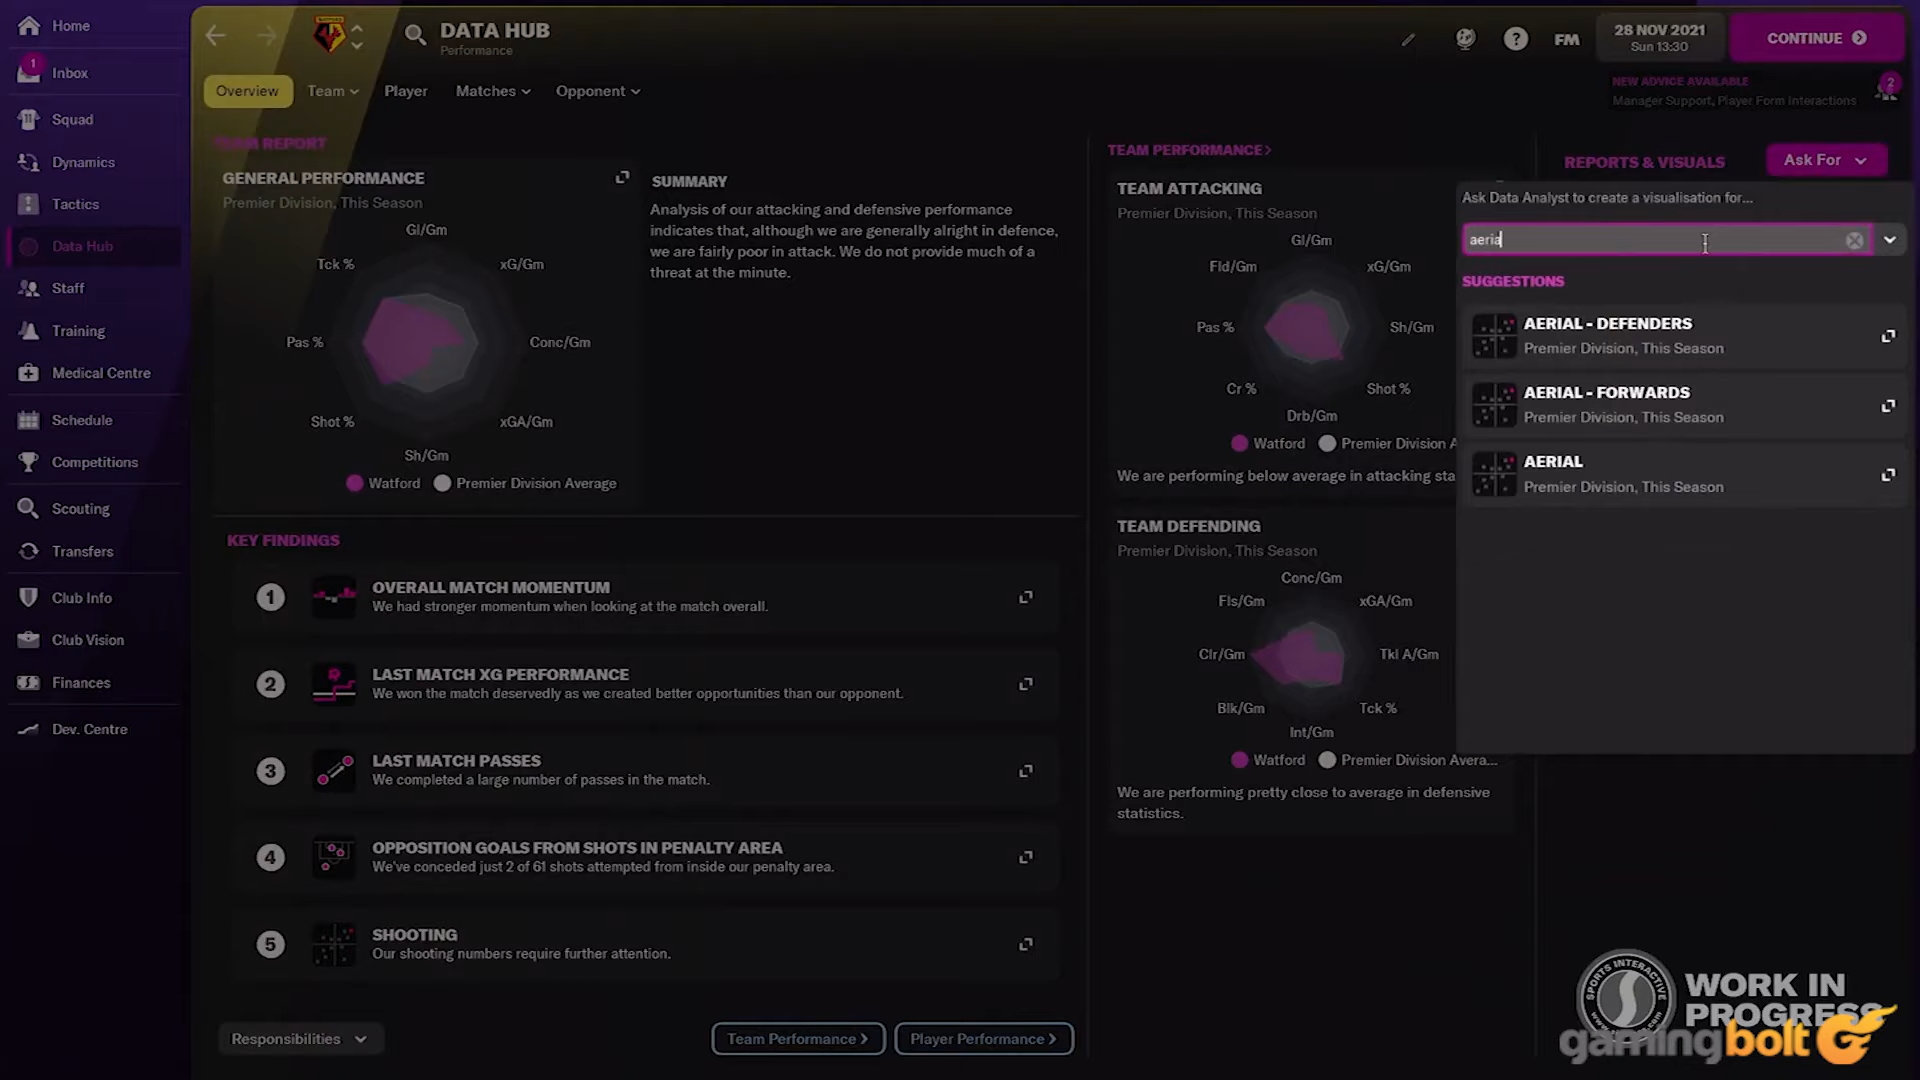 Home
1
Inbox
Squad
Dynamics
Tactics
Data Hub
Staff
Training
Medical Centre
Schedule
Competitions
Scouting
Transfers
Club Info
Club Vision
Finances
Dev. Centre
DATA HUB
Performance
FM
28 NOV 2021
Sun 13:30
CONTINUE
Overview
Team
Player
Matches
Opponent
NEW ADVICE AVAILABLE
Manager Support, Player Form Interactions
2
TEAM REPORT
GENERAL PERFORMANCE
Premier Division, This Season
Gl/Gm
Tck %
xG/Gm
Pas %
Conc/Gm
Shot %
xGA/Gm
Sh/Gm
Watford
Premier Division Average
SUMMARY
Analysis of our attacking and defensive performance
indicates that, although we are generally alright in defence,
we are fairly poor in attack. We do not provide much of a
threat at the minute.
KEY FINDINGS
1
OVERALL MATCH MOMENTUM
We had stronger momentum when looking at the match overall.
2
LAST MATCH XG PERFORMANCE
We won the match deservedly as we created better opportunities than our opponent.
3
LAST MATCH PASSES
We completed a large number of passes in the match.
4
OPPOSITION GOALS FROM SHOTS IN PENALTY AREA
We've conceded just 2 of 61 shots attempted from inside our penalty area.
5
SHOOTING
Our shooting numbers require further attention.
Responsibilities
Team Performance >
Player Performance >
TEAM PERFORMANCE>
TEAM ATTACKING
Premier Division, This Season
Gl/Gm
Fld/Gm
xG/Gm
Pas %
Sh/Gm
Cr %
Shot %
Drb/Gm
Watford
Premier Division A
We are performing below average in attacking sta
TEAM DEFENDING
Premier Division, This Season
Conc/Gm
Fls/Gm
xGA/Gm
Clr/Gm
Tkl A/Gm
Blk/Gm
Tck %
Int/Gm
Watford
Premier Division Avera...
We are performing pretty close to average in defensive
statistics.
REPORTS & VISUALS
Ask For
Ask Data Analyst to create a visualisation for...
aeria
SUGGESTIONS
AERIAL - DEFENDERS
Premier Division, This Season
AERIAL - FORWARDS
Premier Division, This Season
AERIAL
Premier Division, This Season
SPORTS INTERACTIVE
WORK IN
PROGRESS
gamingbolt